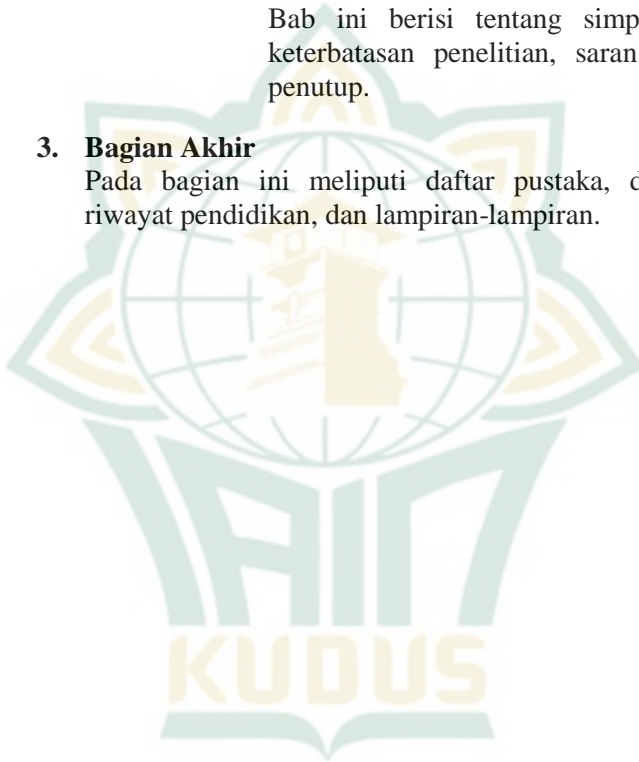 Bab ini berisi tentang simp
keterbatasan penelitian, saran
penutup.
3. Bagian Akhir
Pada bagian ini meliputi daftar pustaka, d
riwayat pendidikan, dan lampiran-lampiran.
IAIN
KUDUS